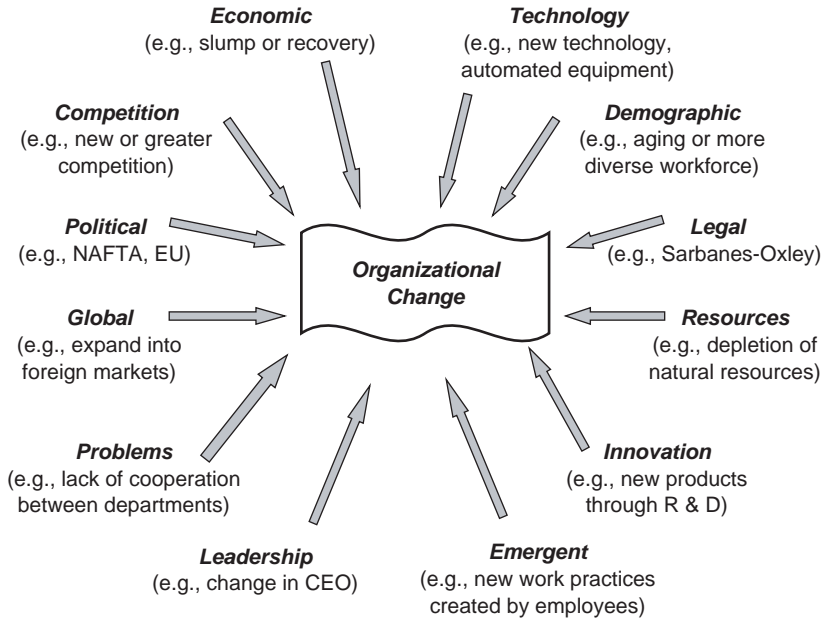 Economic
(e.g., slump or recovery)
Technology
(e.g., new technology,
automated equipment)
Competition
(e.g., new or greater
competition)
Demographic
(e.g., aging or more
diverse workforce)
Political
(e.g., NAFTA, EU)
Legal
(e.g., Sarbanes-Oxley)
Organizational
Change
Global
(e.g., expand into
foreign markets)
Resources
(e.g., depletion of
natural resources)
Problems
(e.g., lack of cooperation
between departments)
Innovation
(e.g., new products
through R & D)
Leadership
(e.g., change in CEO)
Emergent
(e.g., new work practices
created by employees)